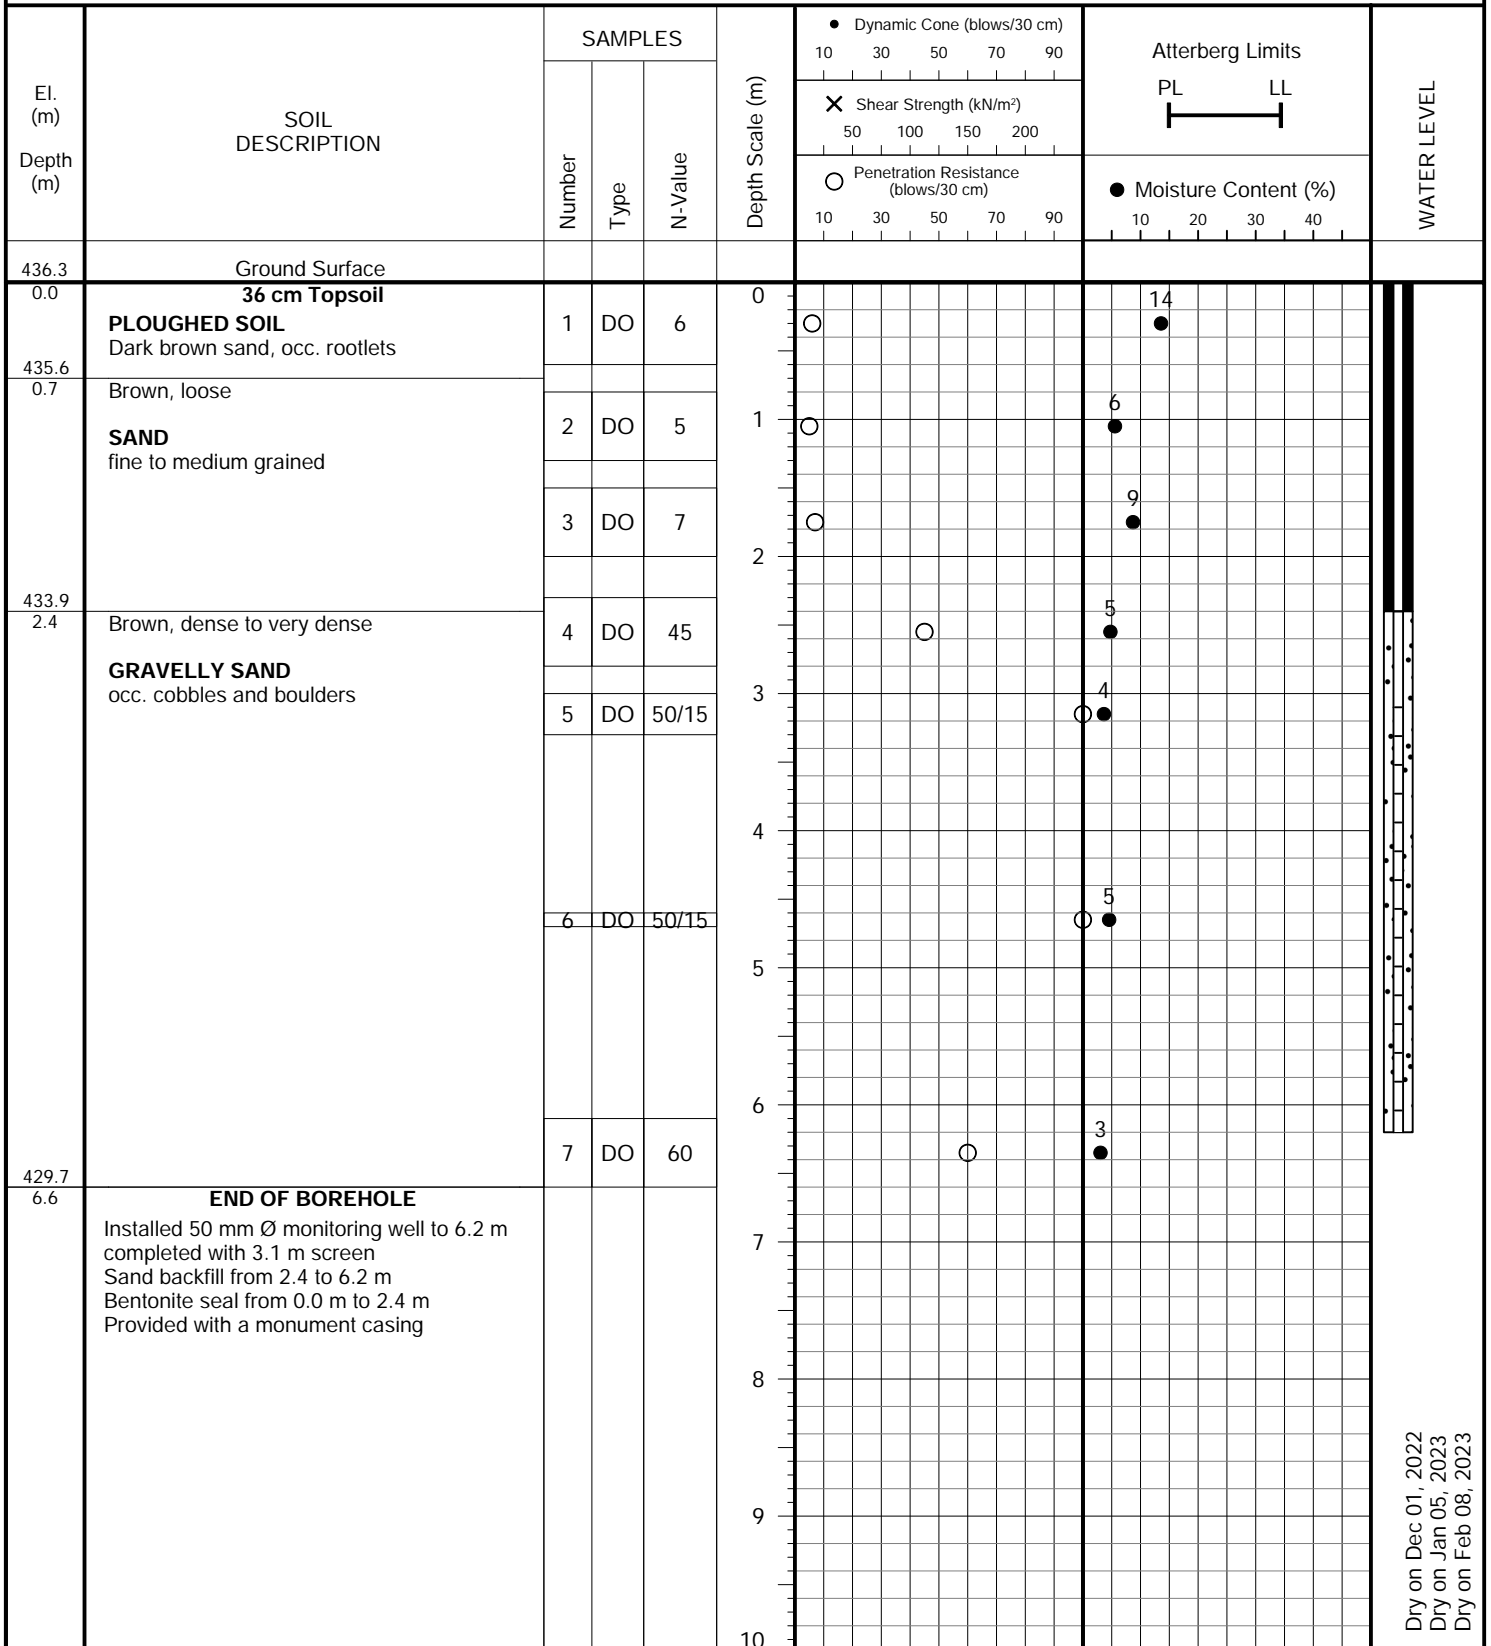 El.
(m)
Depth
(m)
SOIL
DESCRIPTION
SAMPLES
Number
Type
N-Value
Depth Scale (m)
Dynamic Cone (blows/30 cm)
10 30 50 70 90
Shear Strength (kN/m²)
50 100 150 200
Penetration Resistance
(blows/30 cm)
10 30 50 70 90
Atterberg Limits
PL LL
Moisture Content (%)
10 20 30 40
WATER LEVEL
436.3 Ground Surface
0.0 36 cm Topsoil 0
14
PLOUGHED SOIL 1 DO 6
Dark brown sand, occ. rootlets
435.6
0.7 Brown, loose
6
1
2 DO 5
SAND
fine to medium grained
9
3 DO 7
2
433.9
5
2.4 Brown, dense to very dense
4 DO 45
GRAVELLY SAND
occ. cobbles and boulders
3
4
5 DO 50/15
4
5
6 DO 50/15
5
6
3
7 DO 60
429.7
6.6 END OF BOREHOLE
Installed 50 mm Ø monitoring well to 6.2 m
completed with 3.1 m screen
Sand backfill from 2.4 to 6.2 m
Bentonite seal from 0.0 m to 2.4 m
Provided with a monument casing
7
8
9
10
Dry on Dec 01, 2022
Dry on Jan 05, 2023
Dry on Feb 08, 2023